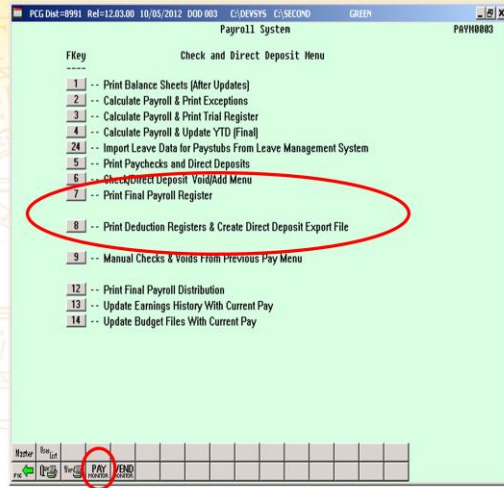 PCG Dist=8991 Rel=12.03.00 10/05/2012 DOD 003 C:\DEVSYS C:\SECOND GREEN
Payroll System PAYM0003
FKey Check and Direct Deposit Menu
----
1 -- Print Balance Sheets (After Updates)
2 -- Calculate Payroll & Print Exceptions
3 -- Calculate Payroll & Print Trial Register
4 -- Calculate Payroll & Update YTD (Final)
24 -- Import Leave Data for Paystubs From Leave Management System
5 -- Print Paychecks and Direct Deposits
6 -- Check/Direct Deposit Void/Add Menu
7 -- Print Final Payroll Register
8 -- Print Deduction Registers & Create Direct Deposit Export File
9 -- Manual Checks & Voids From Previous Pay Menu
12 -- Print Final Payroll Distribution
13 -- Update Earnings History With Current Pay
14 -- Update Budget Files With Current Pay
Master User list
F16 Word PAY MONITOR VEND MONITOR